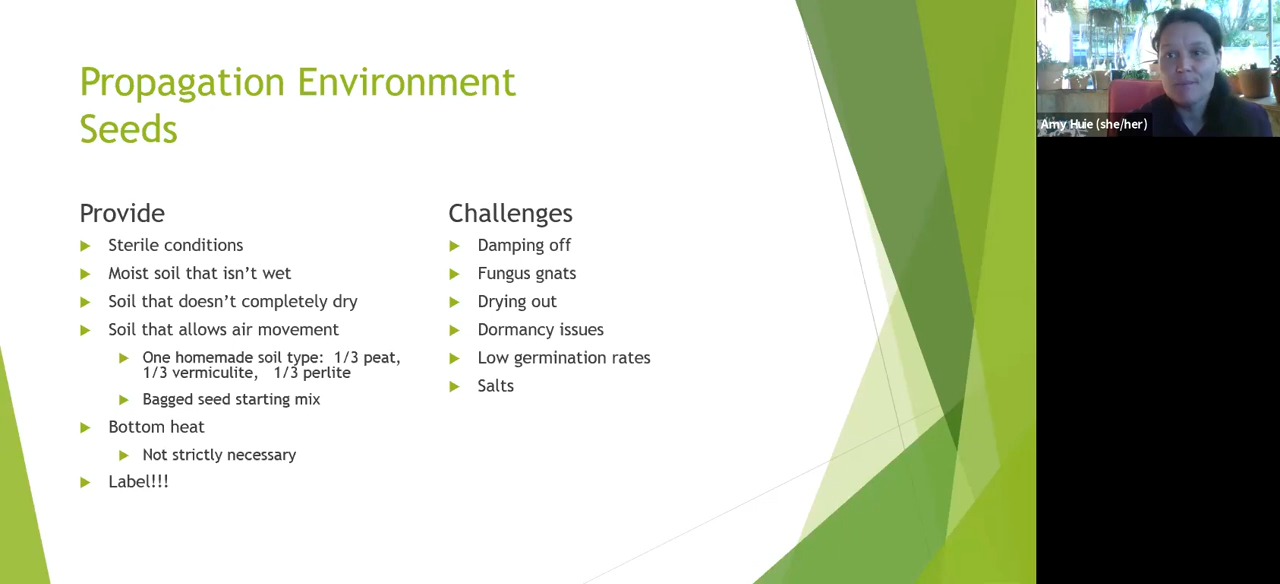 Propagation Environment
Seeds
Provide
Sterile conditions
Moist soil that isn't wet
Soil that doesn't completely dry
Soil that allows air movement
One homemade soil type:  1/3 peat,
1/3 vermiculite,   1/3 perlite
Bagged seed starting mix
Bottom heat
Not strictly necessary
Label!!!
Challenges
Damping off
Fungus gnats
Drying out
Dormancy issues
Low germination rates
Salts
Amy Huie (she/her)